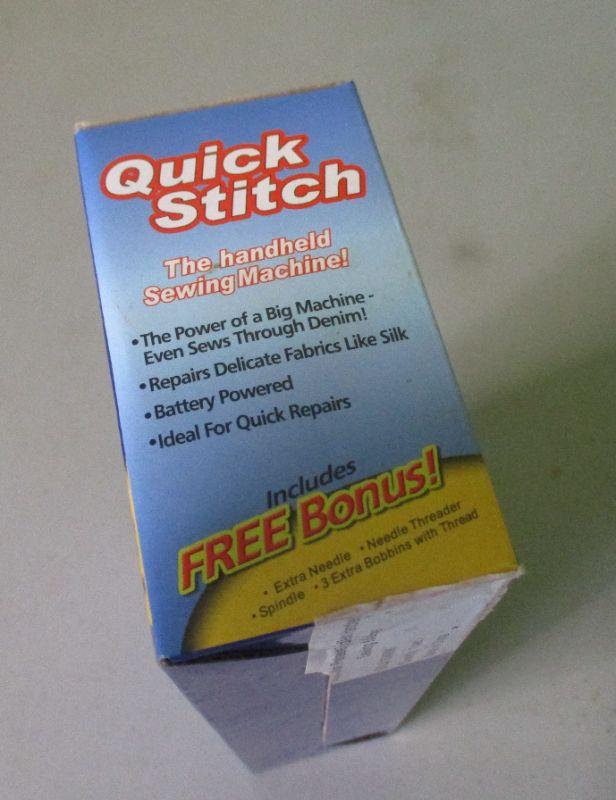 Quick
Stitch
The handheld
Sewing Machine!
•The Power of a Big Machine -
Even Sews Through Denim!
•Repairs Delicate Fabrics Like Silk
•Battery Powered
•Ideal For Quick Repairs
Includes
FREE Bonus!
• Extra Needle • Needle Threader
•Spindle • 3 Extra Bobbins with Thread